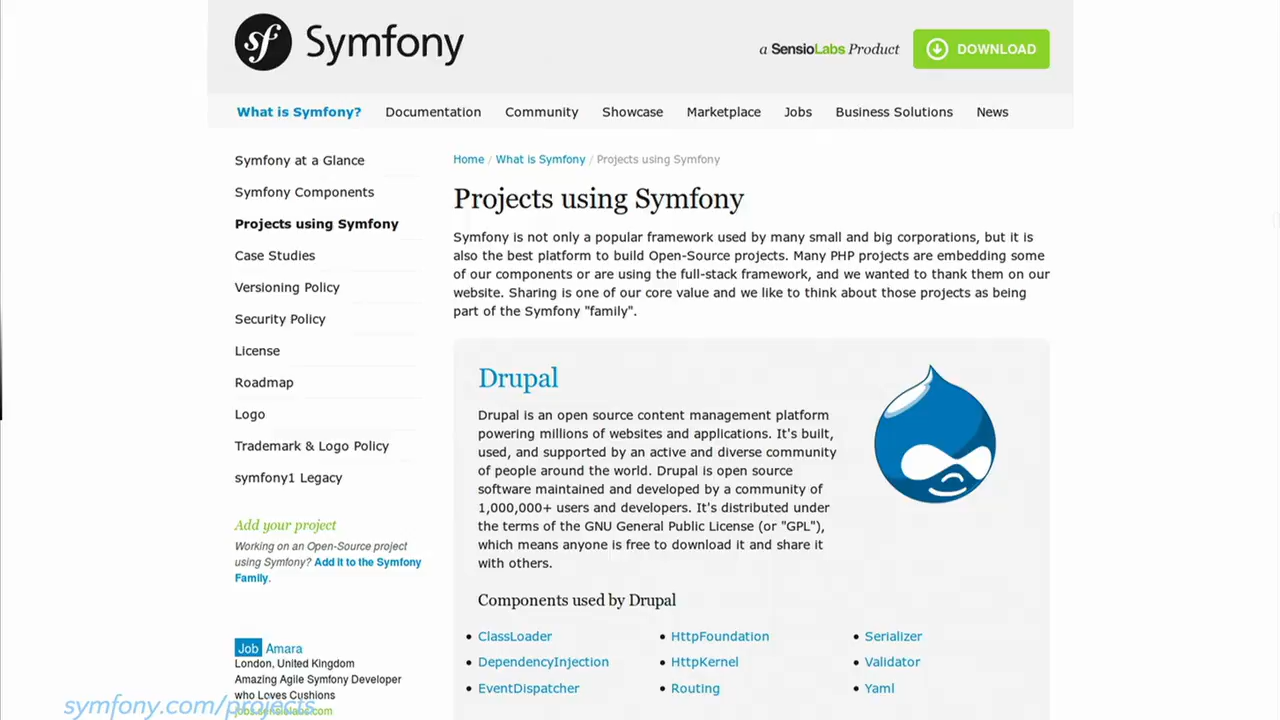 sf Symfony
a SensioLabs Product
DOWNLOAD
What is Symfony? Documentation Community Showcase Marketplace Jobs Business Solutions News
Symfony at a Glance
Symfony Components
Projects using Symfony
Case Studies
Versioning Policy
Security Policy
License
Roadmap
Logo
Trademark & Logo Policy
symfony1 Legacy
Add your project
Working on an Open-Source project
using Symfony? Add it to the Symfony
Family.
Job Amara
London, United Kingdom
Amazing Agile Symfony Developer
who Loves Cushions
jobs.sensiolabs.com
symfony.com/projects
Home / What is Symfony / Projects using Symfony
Projects using Symfony
Symfony is not only a popular framework used by many small and big corporations, but it is
also the best platform to build Open-Source projects. Many PHP projects are embedding some
of our components or are using the full-stack framework, and we wanted to thank them on our
website. Sharing is one of our core value and we like to think about those projects as being
part of the Symfony "family".
Drupal
Drupal is an open source content management platform
powering millions of websites and applications. It's built,
used, and supported by an active and diverse community
of people around the world. Drupal is open source
software maintained and developed by a community of
1,000,000+ users and developers. It's distributed under
the terms of the GNU General Public License (or "GPL"),
which means anyone is free to download it and share it
with others.
Components used by Drupal
• ClassLoader
• DependencyInjection
• EventDispatcher
• HttpFoundation
• HttpKernel
• Routing
• Serializer
• Validator
• Yaml